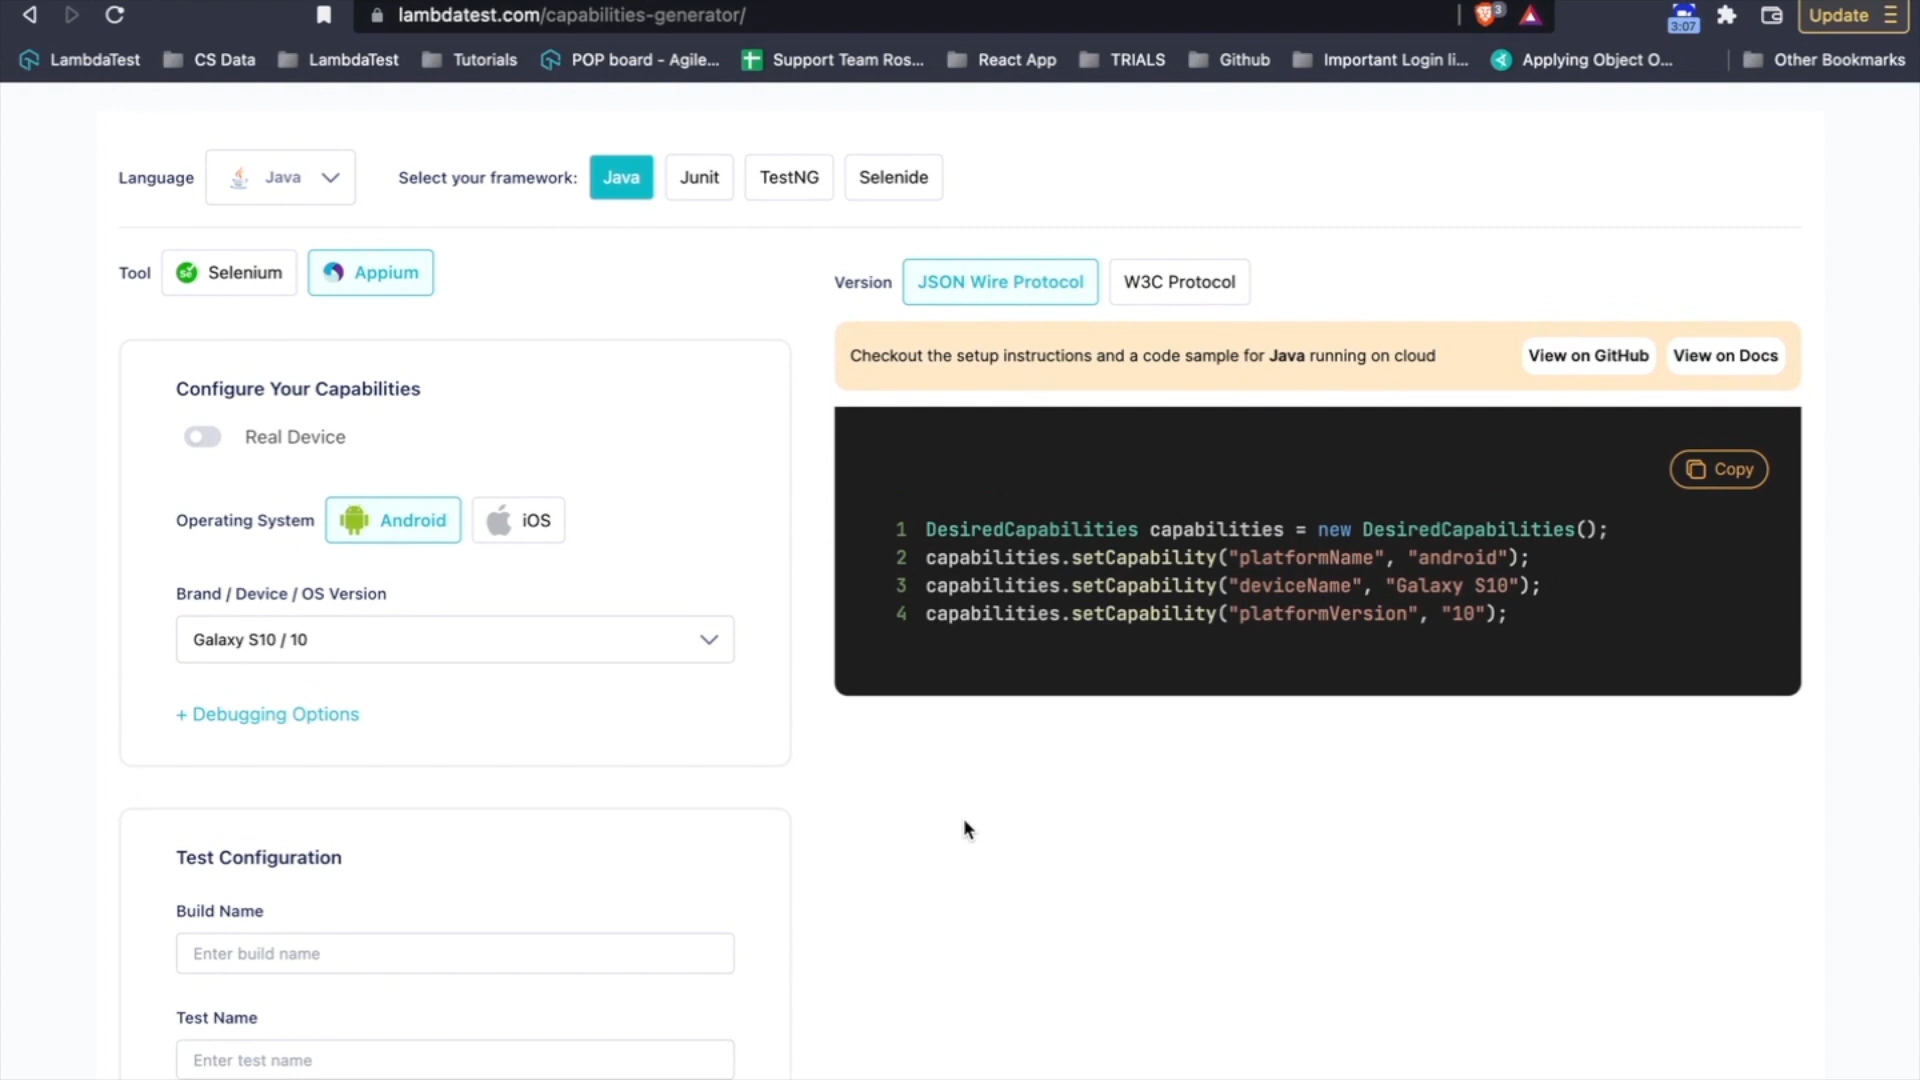 lambdatest.com/capabilities-generator/
3
3:07
Update
LambdaTest CS Data LambdaTest Tutorials POP board - Agile... Support Team Ros... React App TRIALS Github Important Login li... Applying Object O... Other Bookmarks
Language Java Select your framework: Java Junit TestNG Selenide
Tool Selenium Appium
Version JSON Wire Protocol W3C Protocol
Checkout the setup instructions and a code sample for Java running on cloud View on GitHub View on Docs
Configure Your Capabilities
Real Device
Operating System Android iOS
Brand / Device / OS Version
Galaxy S10 / 10
+ Debugging Options
Copy
1 DesiredCapabilities capabilities = new DesiredCapabilities();
2 capabilities.setCapability("platformName", "android");
3 capabilities.setCapability("deviceName", "Galaxy S10");
4 capabilities.setCapability("platformVersion", "10");
Test Configuration
Build Name
Enter build name
Test Name
Enter test name